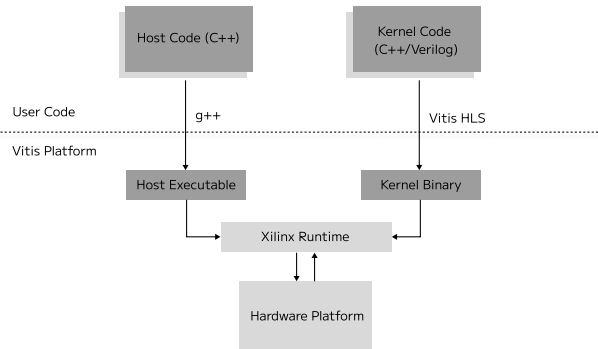 Host Code (C++)
Kernel Code
(C++/Verilog)
User Code
g++
Vitis HLS
Vitis Platform
Host Executable
Kernel Binary
Xilinx Runtime
Hardware Platform